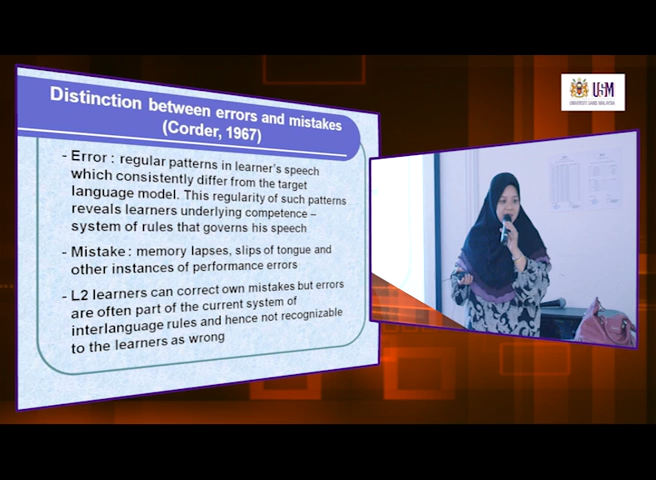 Distinction between errors and mistakes
(Corder, 1967)
- Error : regular patterns in learner's speech
which consistently differ from the target
language model. This regularity of such patterns
reveals learners underlying competence –
system of rules that governs his speech
- Mistake : memory lapses, slips of tongue and
other instances of performance errors
- L2 learners can correct own mistakes but errors
are often part of the current system of
interlanguage rules and hence not recognizable
to the learners as wrong
USM
UNIVERSITI SAINS MALAYSIA